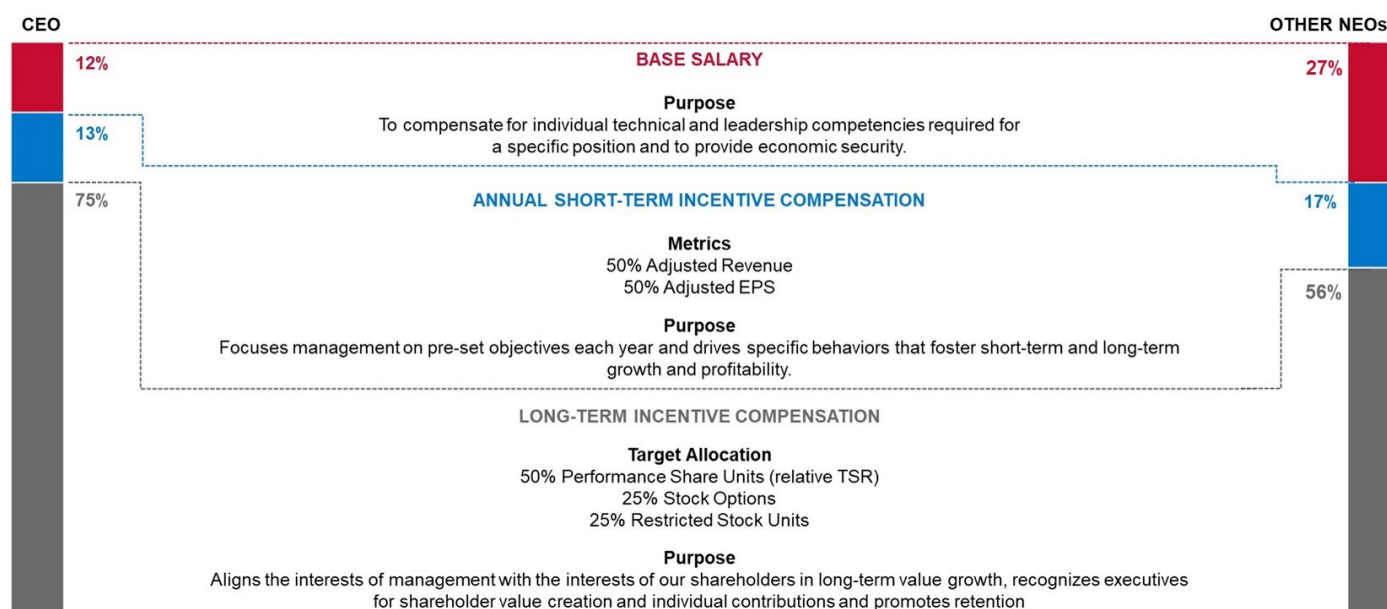 CEO
OTHER NEOs
12%
BASE SALARY
27%
Purpose
To compensate for individual technical and leadership competencies required for
a specific position and to provide economic security.
13%
75%
ANNUAL SHORT-TERM INCENTIVE COMPENSATION
17%
Metrics
50% Adjusted Revenue
50% Adjusted EPS
56%
Purpose
Focuses management on pre-set objectives each year and drives specific behaviors that foster short-term and long-term
growth and profitability.
LONG-TERM INCENTIVE COMPENSATION
Target Allocation
50% Performance Share Units (relative TSR)
25% Stock Options
25% Restricted Stock Units
Purpose
Aligns the interests of management with the interests of our shareholders in long-term value growth, recognizes executives
for shareholder value creation and individual contributions and promotes retention